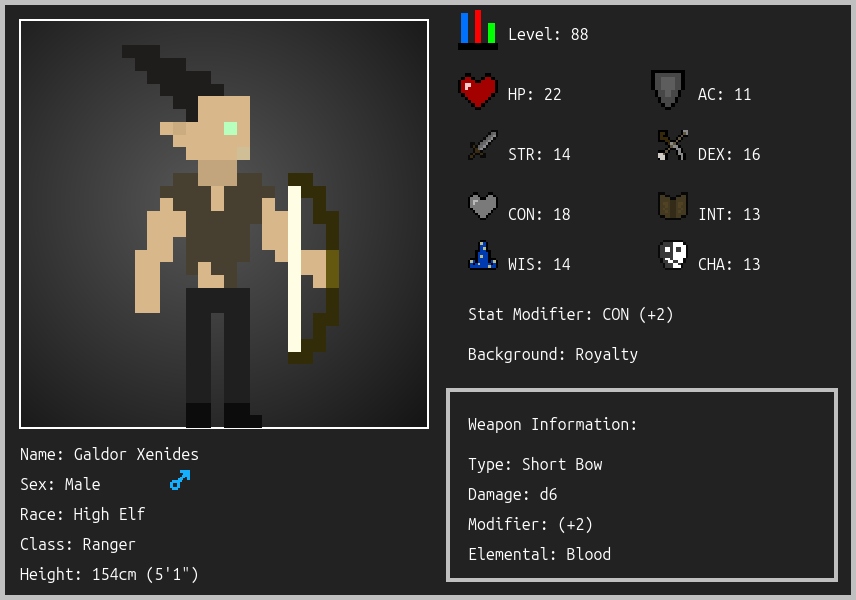 Level: 88
HP: 22
AC: 11
STR: 14
DEX: 16
CON: 18
INT: 13
WIS: 14
CHA: 13
Stat Modifier: CON (+2)
Background: Royalty
Weapon Information:
Type: Short Bow
Damage: d6
Modifier: (+2)
Elemental: Blood
Name: Galdor Xenides
Sex: Male
Race: High Elf
Class: Ranger
Height: 154cm (5'1")